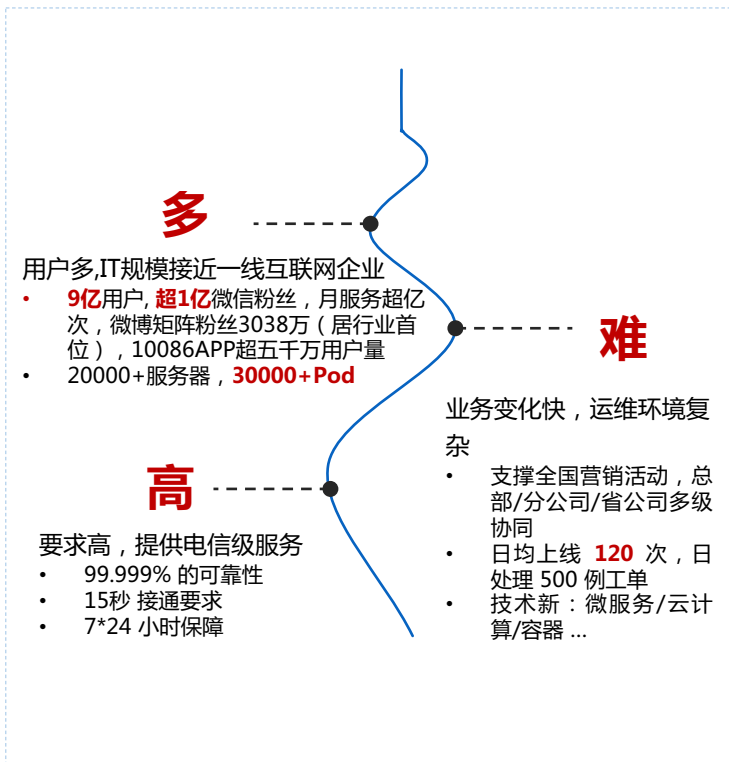 多
用户多,IT规模接近一线互联网企业
• 9亿用户, 超1亿微信粉丝，月服务超亿
次，微博矩阵粉丝3038万（居行业首
位），10086APP超五千万用户量
• 20000+服务器，30000+Pod
难
业务变化快，运维环境复
杂
• 支撑全国营销活动，总
部/分公司/省公司多级
协同
• 日均上线 120 次，日
处理 500 例工单
• 技术新：微服务/云计
算/容器 ...
高
要求高，提供电信级服务
• 99.999% 的可靠性
• 15秒 接通要求
• 7*24 小时保障